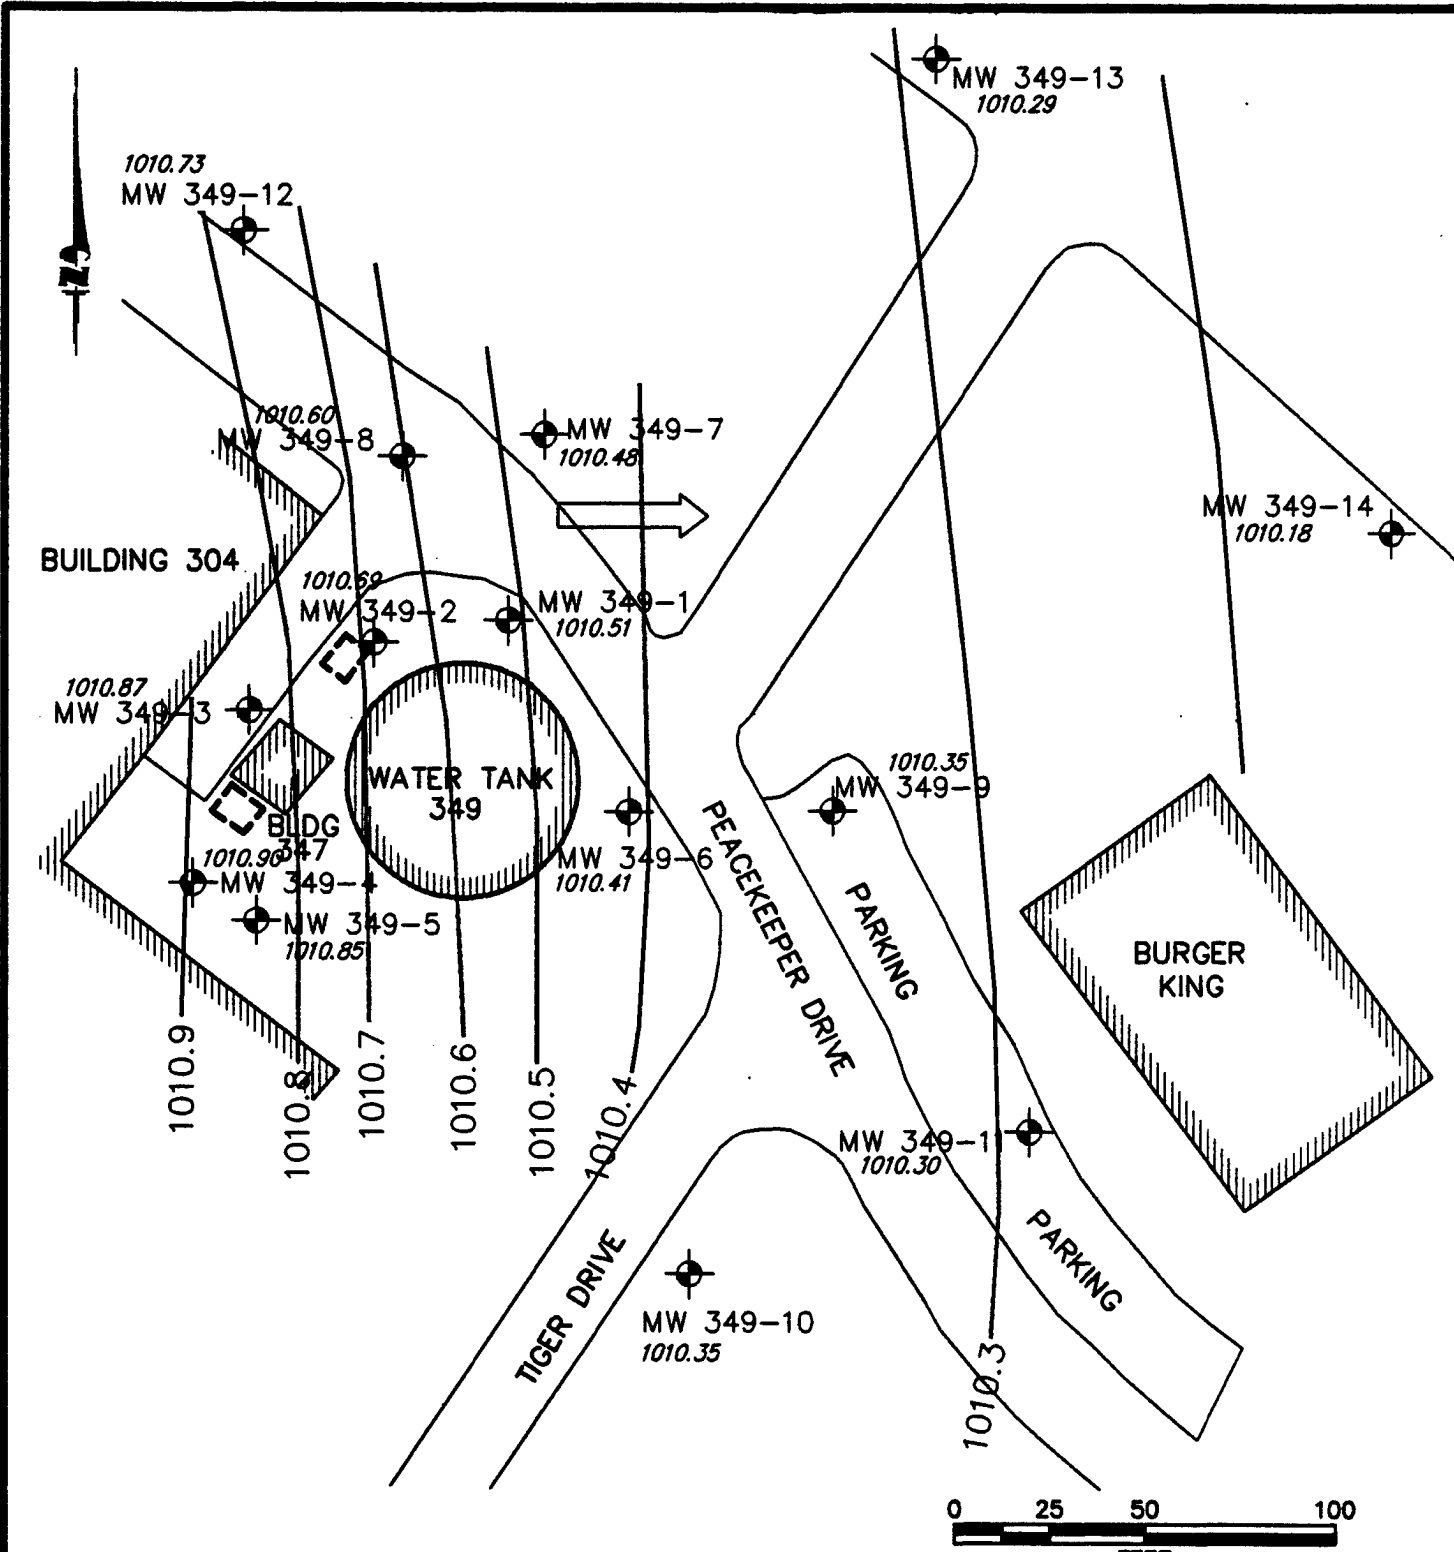 MW 349-13
1010.29
1010.73
MW 349-12
N
1010.60
MW 349-8
MW 349-7
1010.48
MW 349-14
1010.18
BUILDING 304
1010.69
MW 349-2
MW 349-1
1010.51
1010.87
MW 349-3
WATER TANK
349
1010.35
MW 349-9
BLDG
347
1010.90
MW 349-4
MW 349-6
1010.41
MW 349-5
1010.85
PEACEKEEPER DRIVE
PARKING
BURGER
KING
1010.9
1010.8
1010.7
1010.6
1010.5
1010.4
MW 349-11
1010.30
PARKING
TIGER DRIVE
MW 349-10
1010.35
1010.3
0 25 50 100